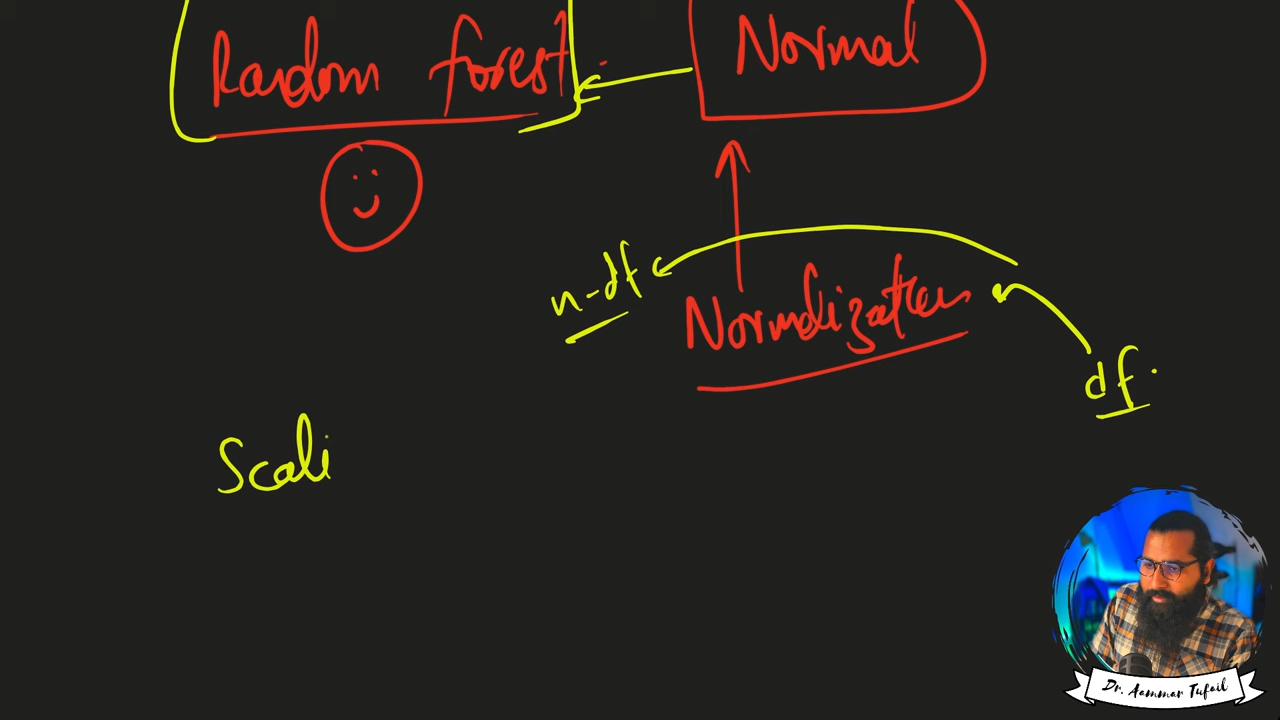 Random forest.
Normal
n-df
Normalization
df.
Scali
Dr. Aammar Tufail